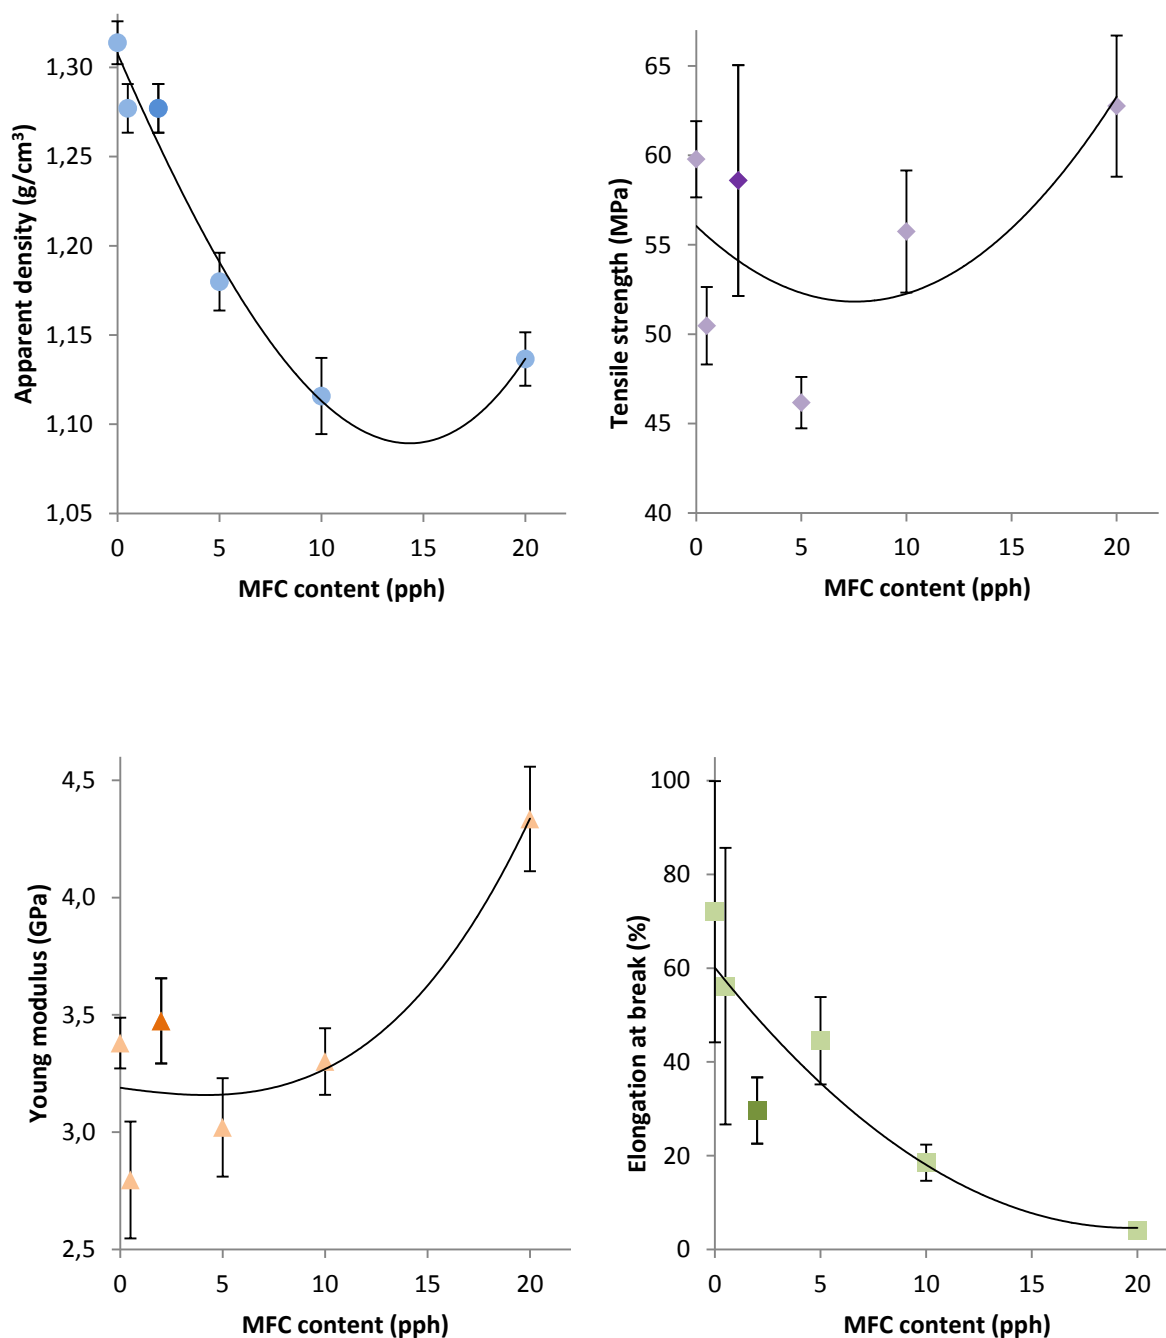 Apparent density (g/cm³)
1,30
1,25
1,20
1,15
1,10
1,05
0 5 10 15 20
MFC content (pph)
Tensile strength (MPa)
65
60
55
50
45
40
0 5 10 15 20
MFC content (pph)
Young modulus (GPa)
4,5
4,0
3,5
3,0
2,5
0 5 10 15 20
MFC content (pph)
Elongation at break (%)
100
80
60
40
20
0
0 5 10 15 20
MFC content (pph)